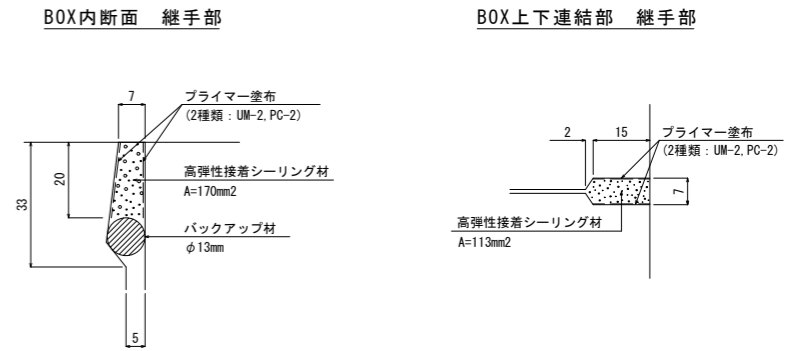 BOX内断面 継手部
7
プライマー塗布
(2種類：UM-2,PC-2)
高弾性接着シーリング材
A=170mm2
20
33
バックアップ材
φ13mm
5
BOX上下連結部 継手部
2
15
プライマー塗布
(2種類：UM-2,PC-2)
7
高弾性接着シーリング材
A=113mm2